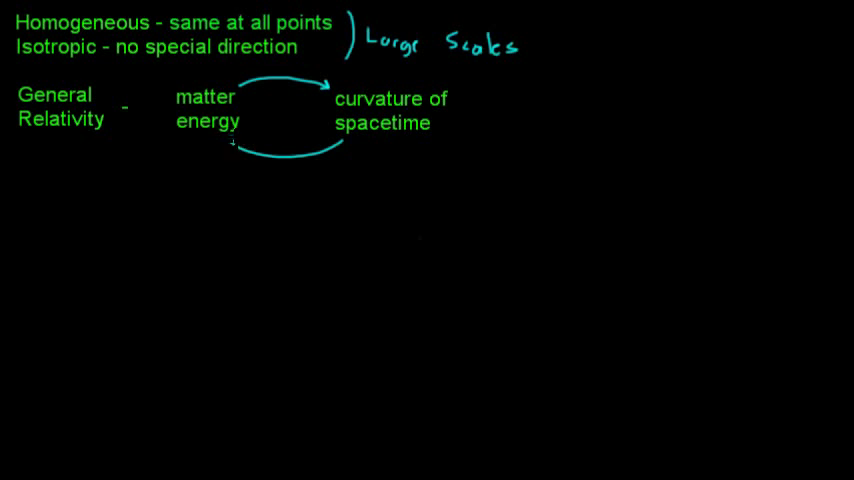 Homogeneous - same at all points
Isotropic - no special direction
Large Scales
General Relativity -
matter energy
curvature of spacetime